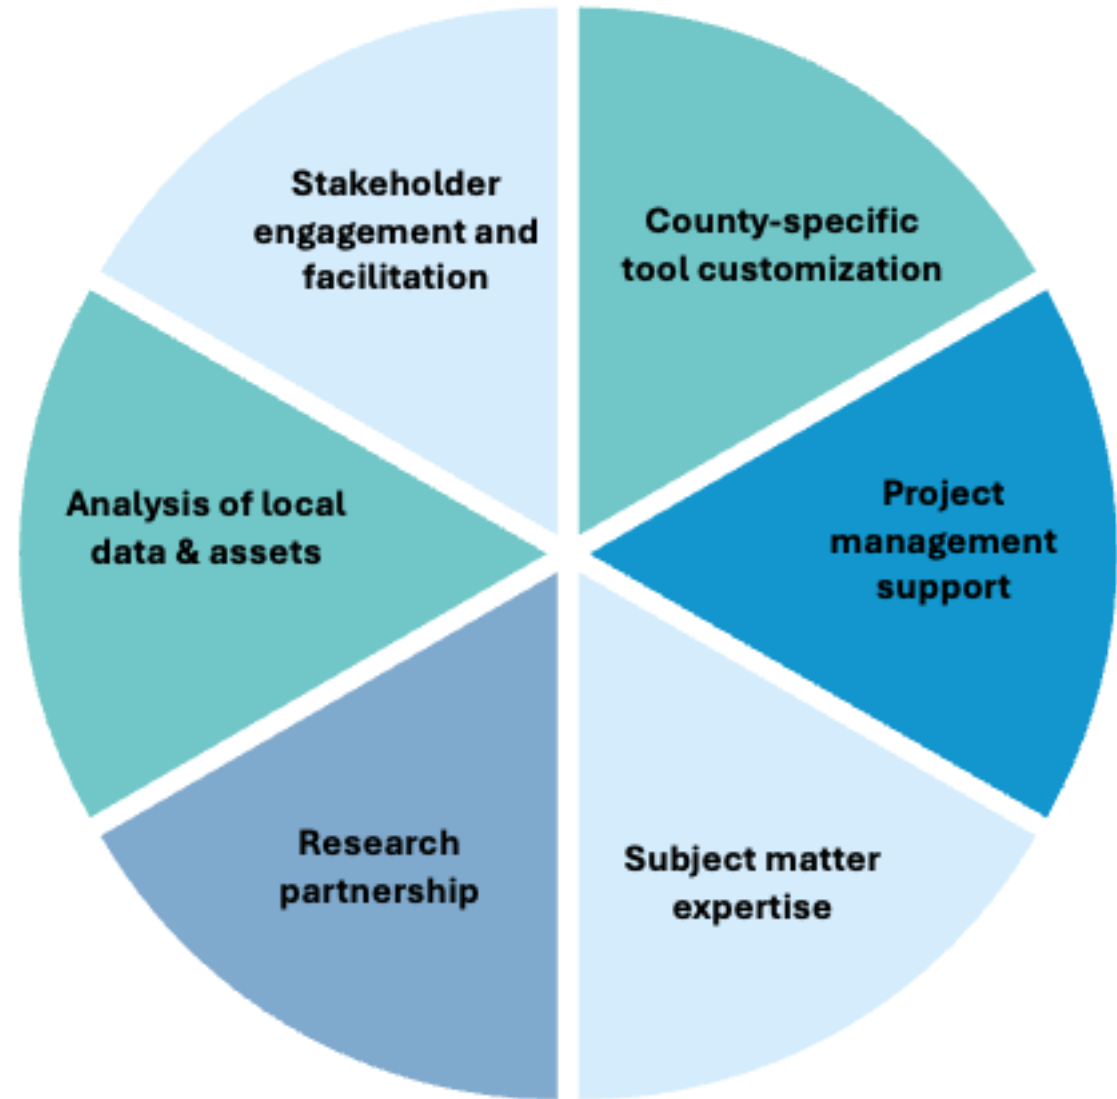 Stakeholder
engagement and
facilitation
County-specific
tool customization
Project
management
support
Subject matter
expertise
Research
partnership
Analysis of local
data & assets